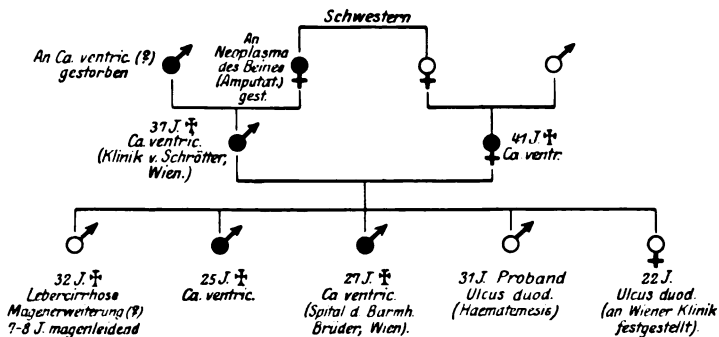 Schwestern
An Ca. ventric. (?)
gestorben
An
Neoplasma
des Beines
(Amputat.)
gest.
37 J. ✝
Ca. ventric.
(Klinik v. Schrötter,
Wien.)
41 J. ✝
Ca. ventr.
32 J. ✝
Lebercirrhose
Magenerweiterung (?)
7-8 J. magenleidend
25 J. ✝
Ca. ventric.
27 J. ✝
Ca ventric.
(Spital d. Barmh.
Brüder, Wien).
31 J. Proband
Ulcus duod.
(Haematemesis)
22 J.
Ulcus duod.
(an Wiener Klinik
festgestellt).